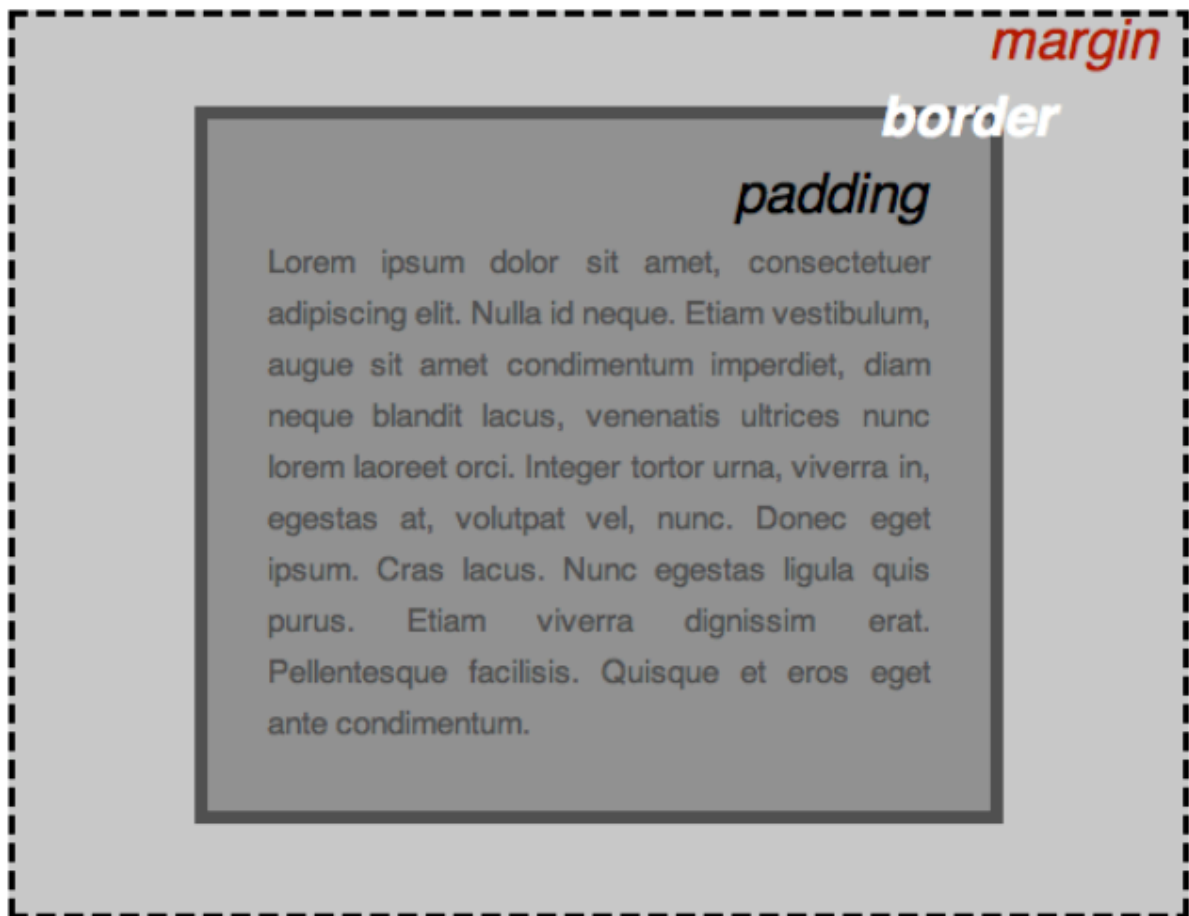 margin
border
padding
Lorem ipsum dolor sit amet, consectetuer
adipiscing elit. Nulla id neque. Etiam vestibulum,
augue sit amet condimentum imperdiet, diam
neque blandit lacus, venenatis ultrices nunc
lorem laoreet orci. Integer tortor urna, viverra in,
egestas at, volutpat vel, nunc. Donec eget
ipsum. Cras lacus. Nunc egestas ligula quis
purus. Etiam viverra dignissim erat.
Pellentesque facilisis. Quisque et eros eget
ante condimentum.